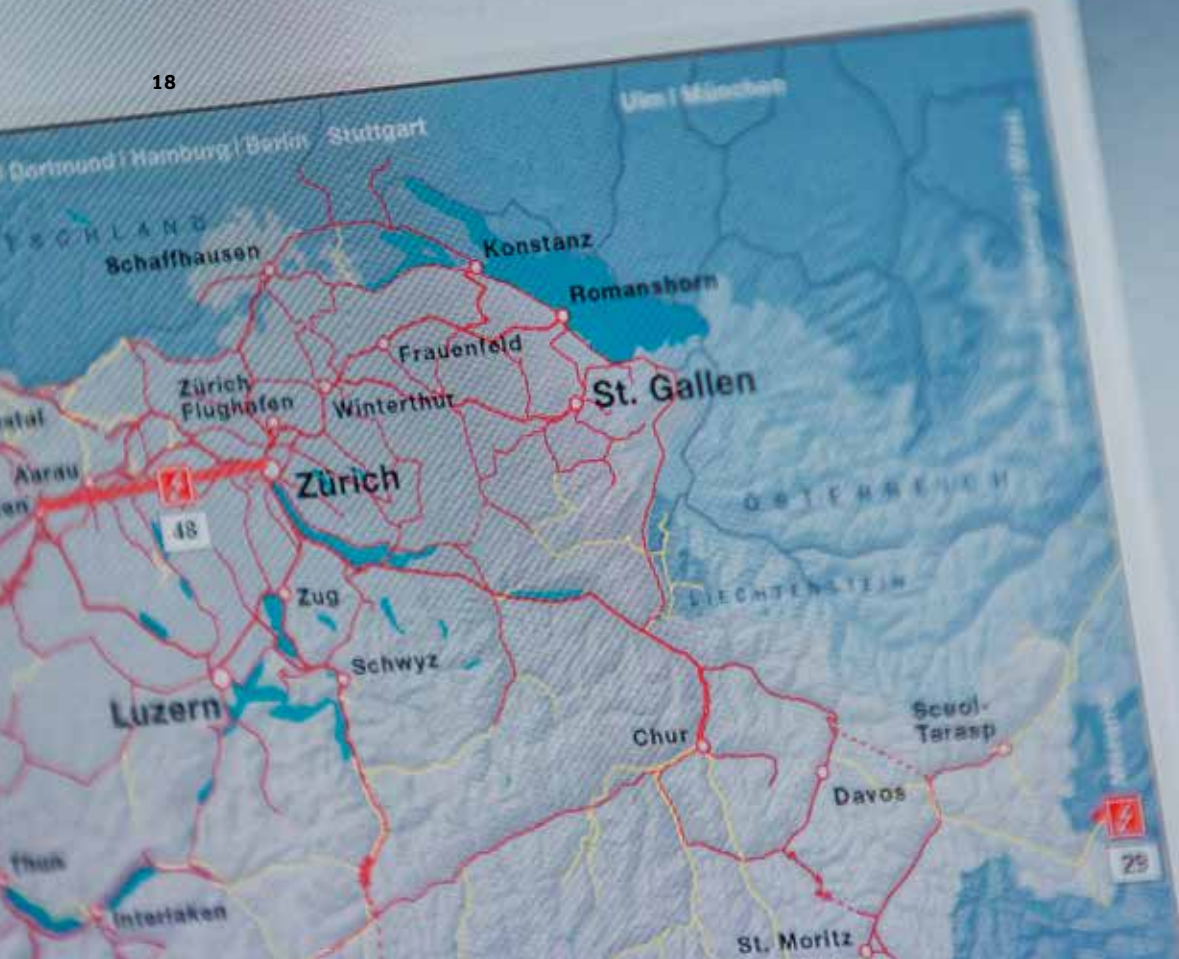 18
Dortmund | Hamburg | Berlin
Stuttgart
Ulm | München
TSCHLAND
Schaffhausen
Konstanz
Romanshorn
Frauenfeld
Zürich
Flughafen
Winterthur
St. Gallen
Aarau
Zürich
48
ÖSTERREICH
LIECHTENSTEIN
Zug
Schwyz
Luzern
Chur
Scuol-
Tarasp
Davos
29
Thun
Interlaken
St. Moritz